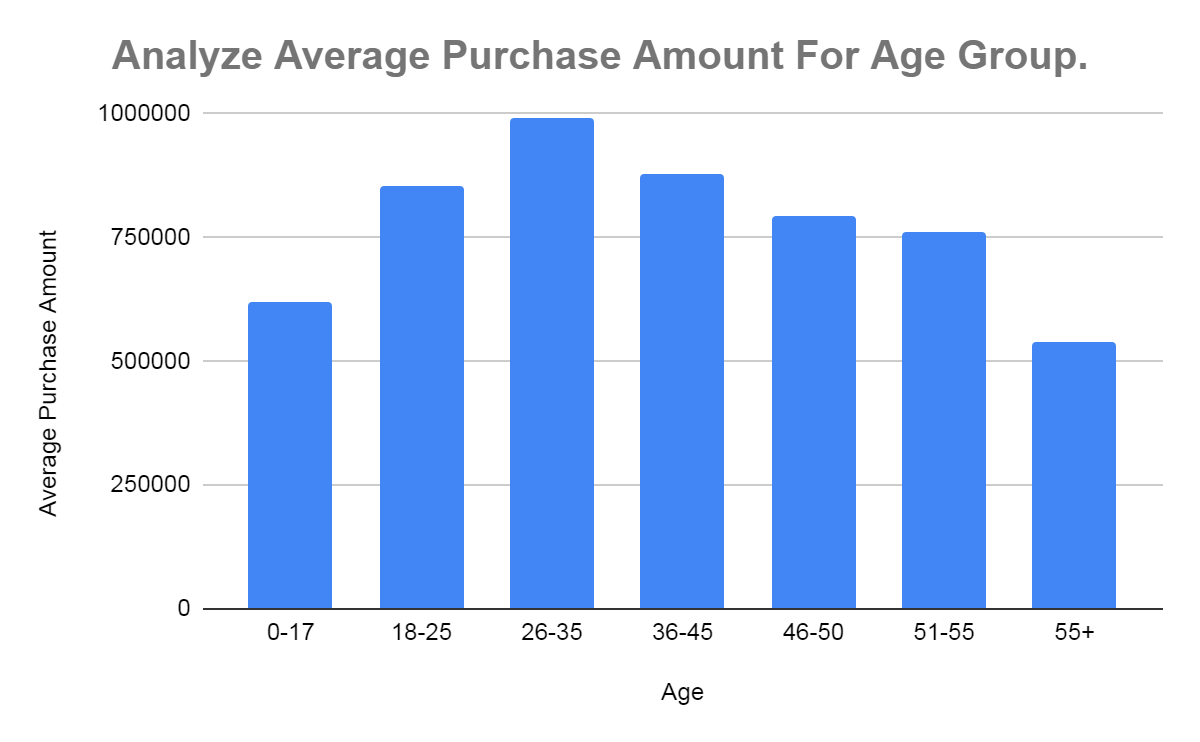 Analyze Average Purchase Amount For Age Group.
1000000
750000
500000
250000
0
Average Purchase Amount
0-17 18-25 26-35 36-45 46-50 51-55 55+
Age